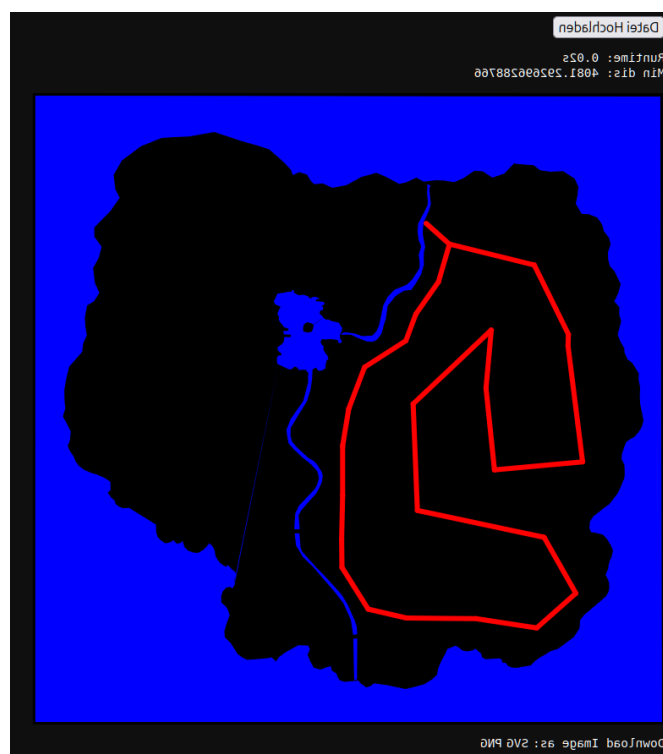 Datei Hochladen
Runtime: 0.02s
Min dis: 4081.292696288766
Download Image as: SVG PNG